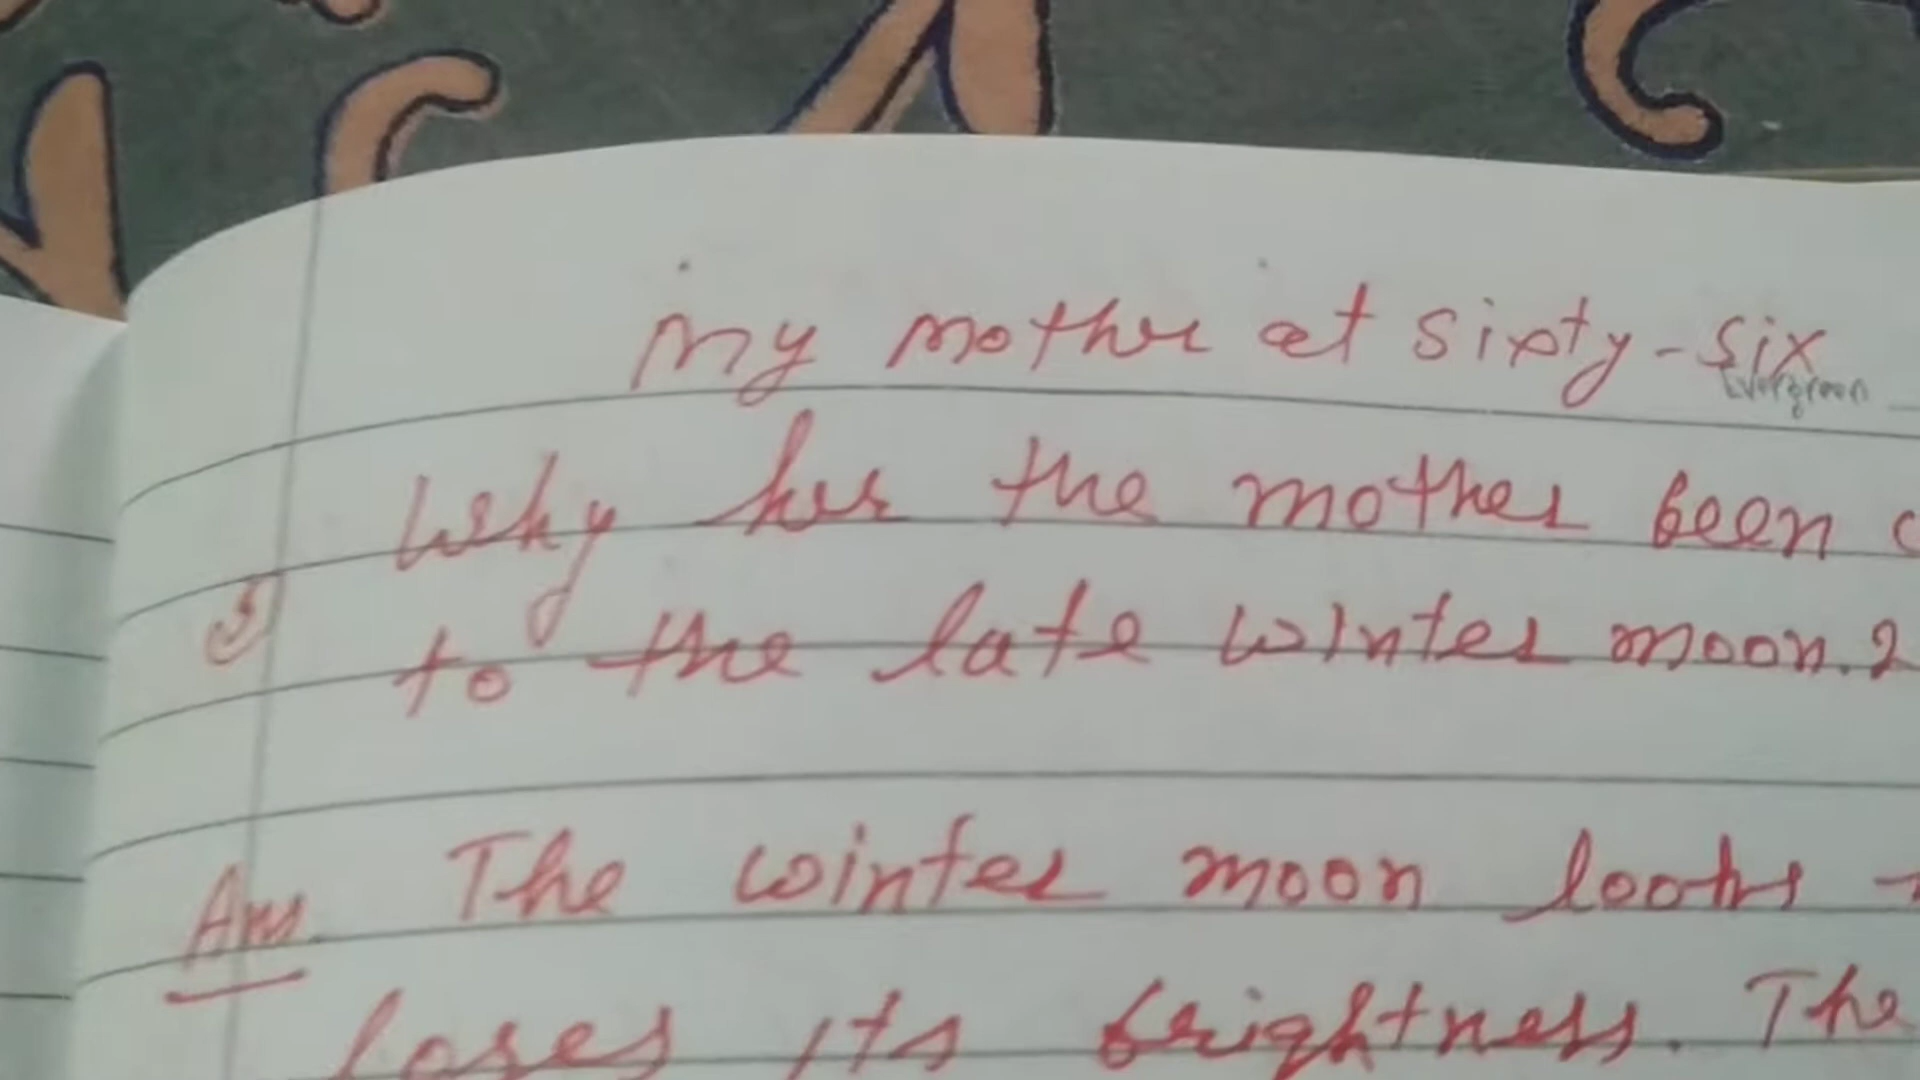 My mother at sixty-six
Evergreen
Why has the mother been
to the late winter moon.?
Ans The winter moon looks
loses its brightness. The